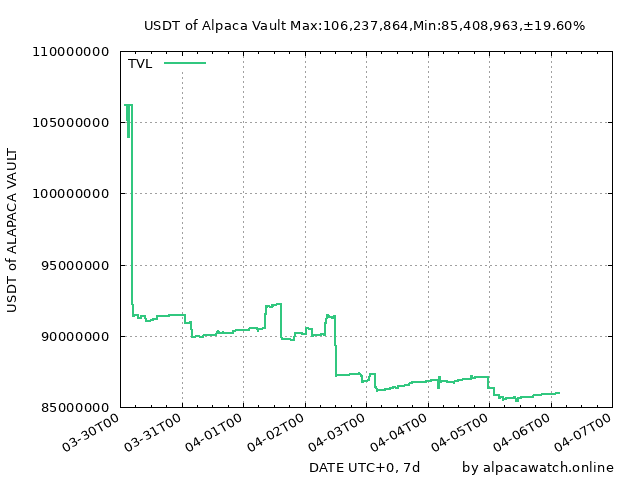 USDT of Alpaca Vault Max:106,237,864,Min:85,408,963,±19.60%
TVL
110000000
105000000
100000000
95000000
90000000
85000000
USDT of ALAPACA VAULT
03-30T00
03-31T00
04-01T00
04-02T00
04-03T00
04-04T00
04-05T00
04-06T00
04-07T00
DATE UTC+0, 7d
by alpacawatch.online